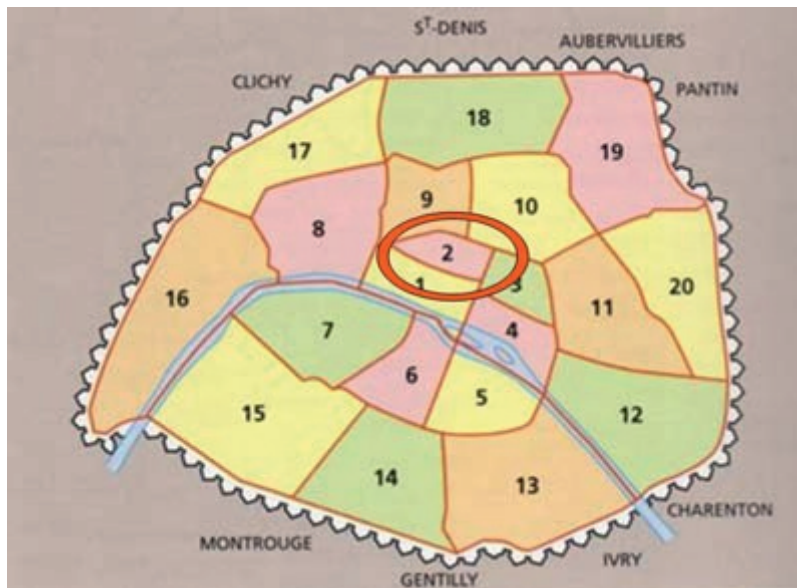 Sᵀ-DENIS
AUBERVILLIERS
CLICHY
PANTIN
18
17
19
9
10
8
2
16
1
3
20
11
7
4
6
5
12
15
14
13
CHARENTON
MONTROUGE
IVRY
GENTILLY